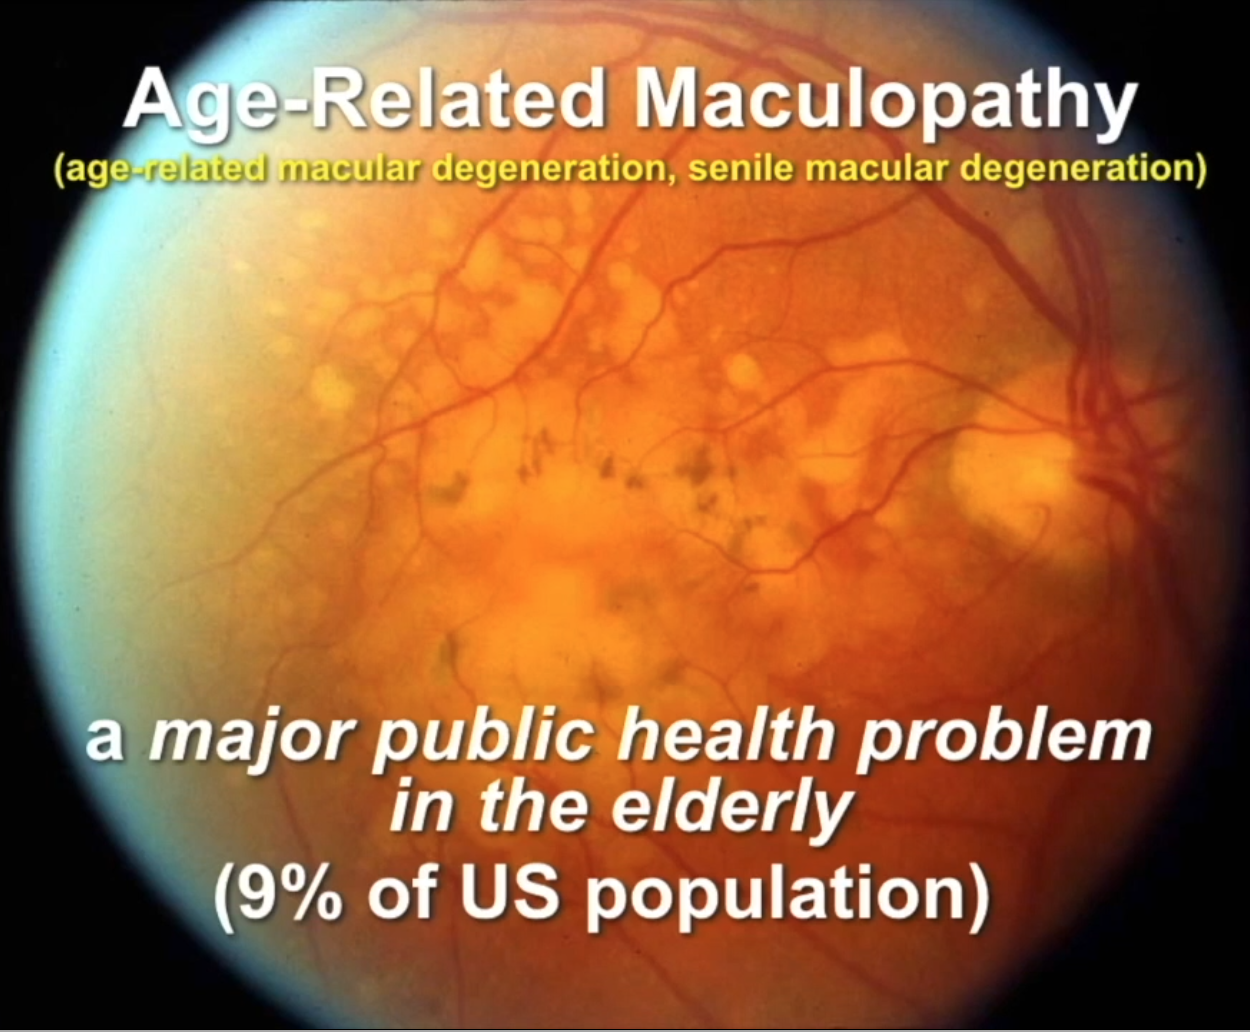 Age-Related Maculopathy
(age-related macular degeneration, senile macular degeneration)
a major public health problem
in the elderly
(9% of US population)